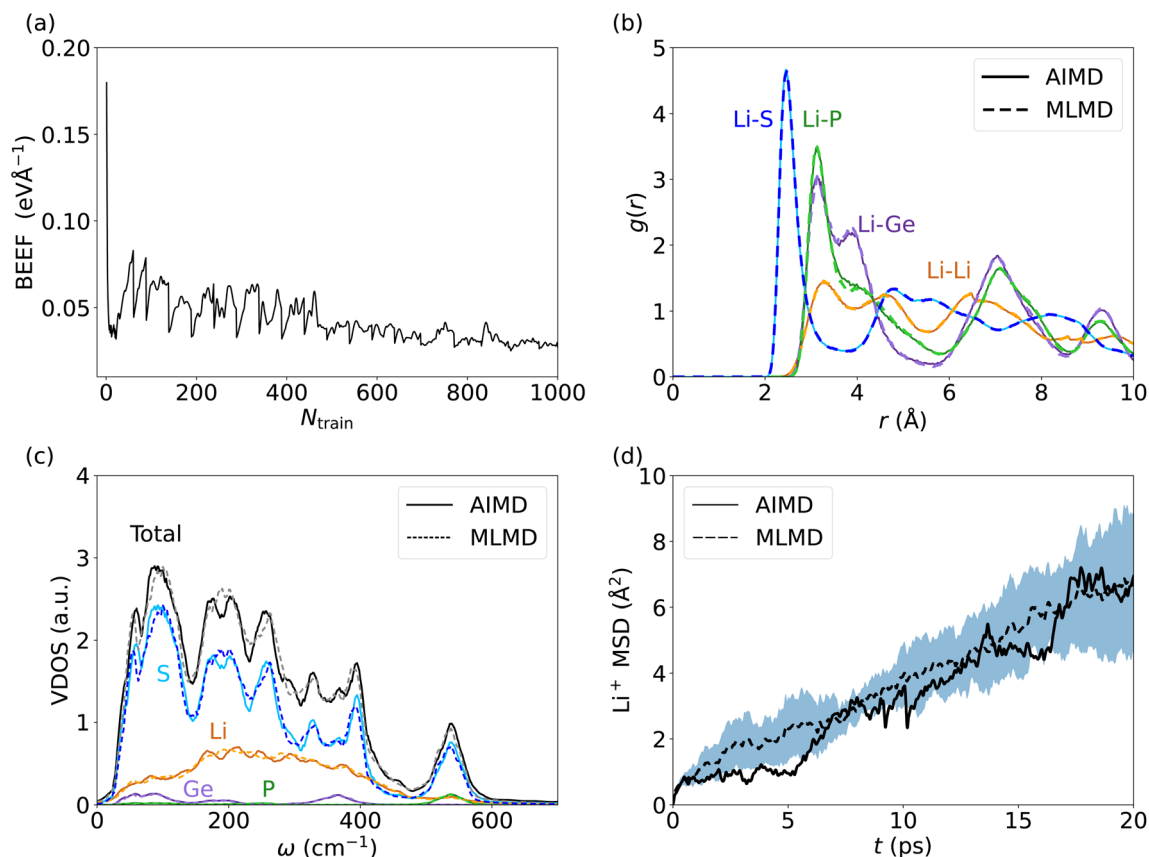 (a)
0.20
0.15
0.10
0.05
BEEF (eVÅ⁻¹)
0 200 400 600 800 1000
N_train
(b)
5
4
3
2
1
0
g(r)
AIMD
MLMD
Li-S Li-P
Li-Ge
Li-Li
0 2 4 6 8 10
r (Å)
(c)
4
3
2
1
0
VDOS (a.u.)
AIMD
MLMD
Total
S
Li
Ge P
0 200 400 600
ω (cm⁻¹)
(d)
10
8
6
4
2
0
Li⁺ MSD (Å²)
AIMD
MLMD
0 5 10 15 20
t (ps)